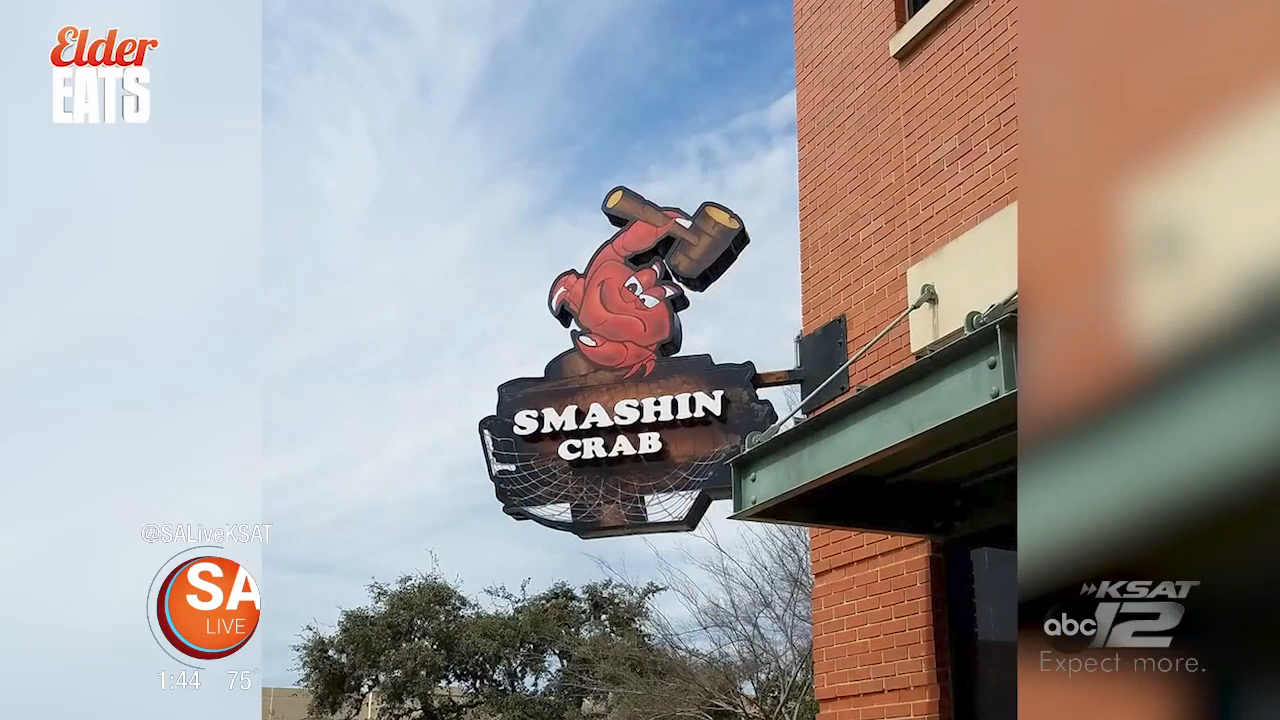 Elder
EATS
SMASHIN
CRAB
@SALiveKSAT
SA
LIVE
1:44 75°
KSAT
abc 12
Expect more.